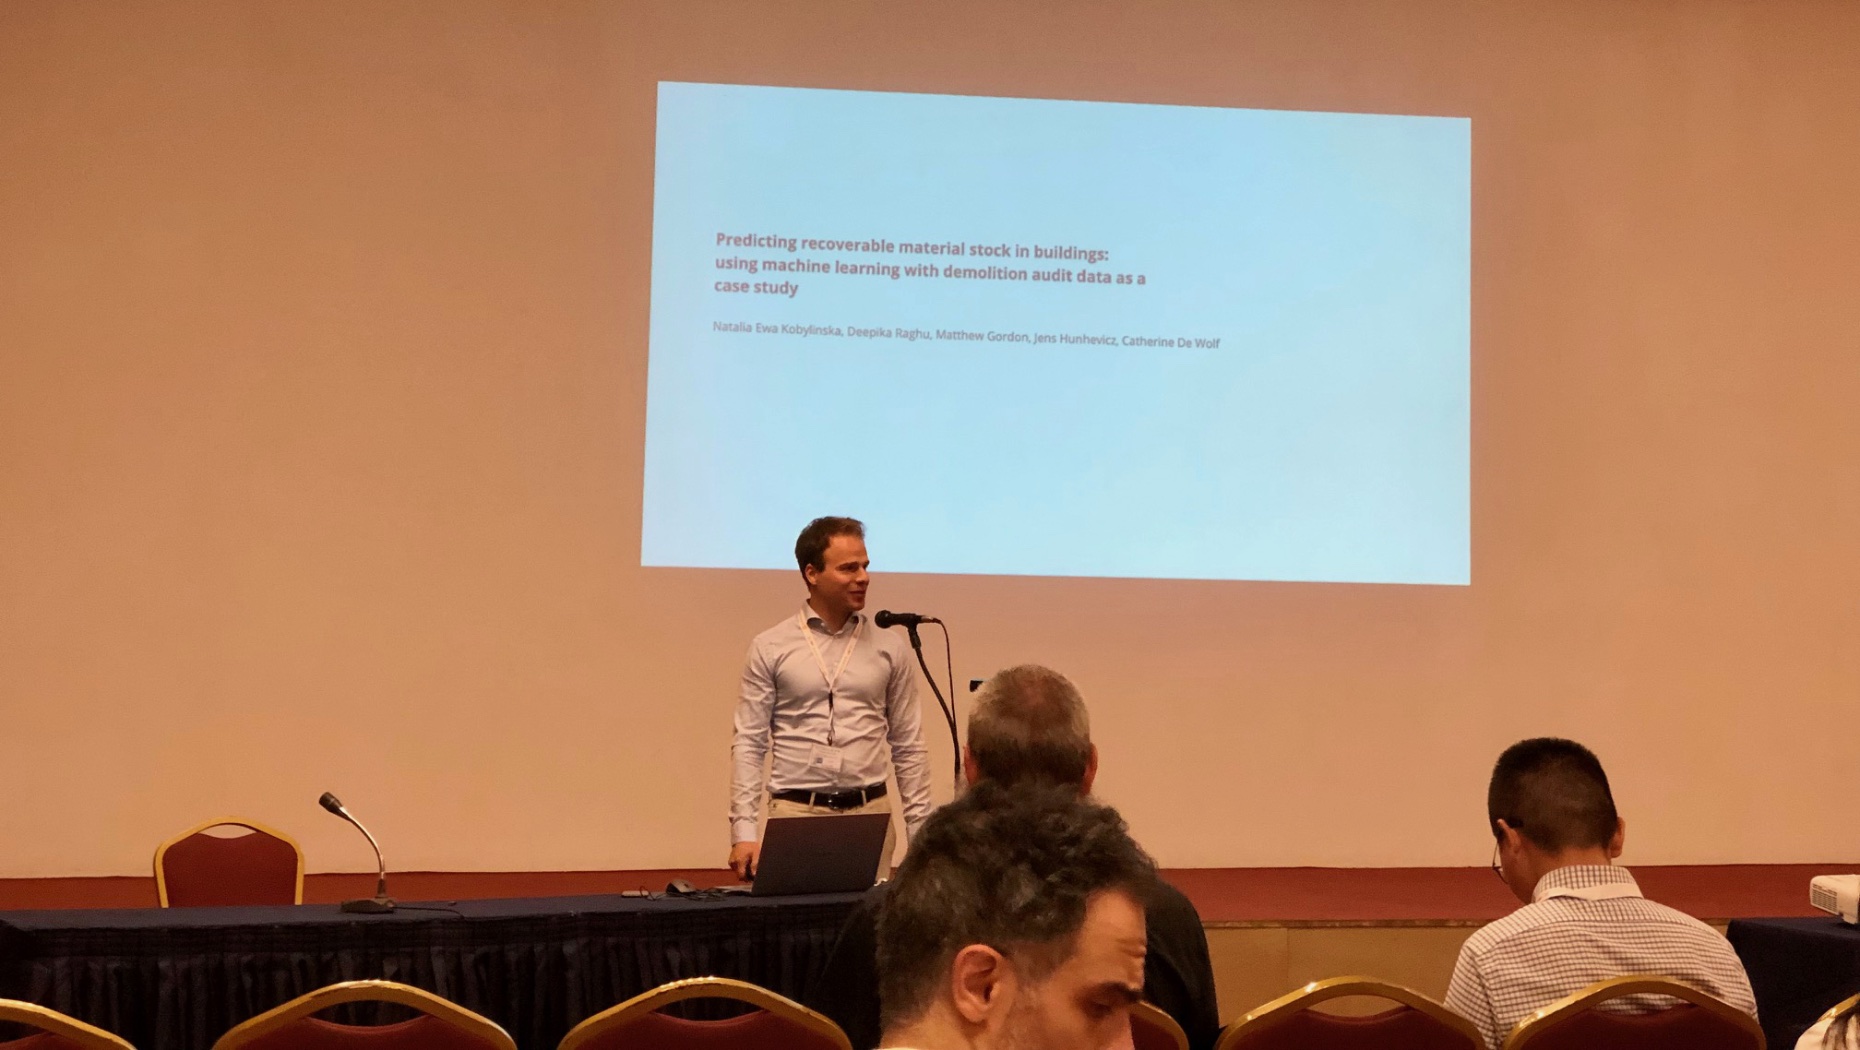 Predicting recoverable material stock in buildings:
using machine learning with demolition audit data as a
case study
Natalia Ewa Kobylinska, Deepika Raghu, Matthew Gordon, Jens Hunhevicz, Catherine De Wolf